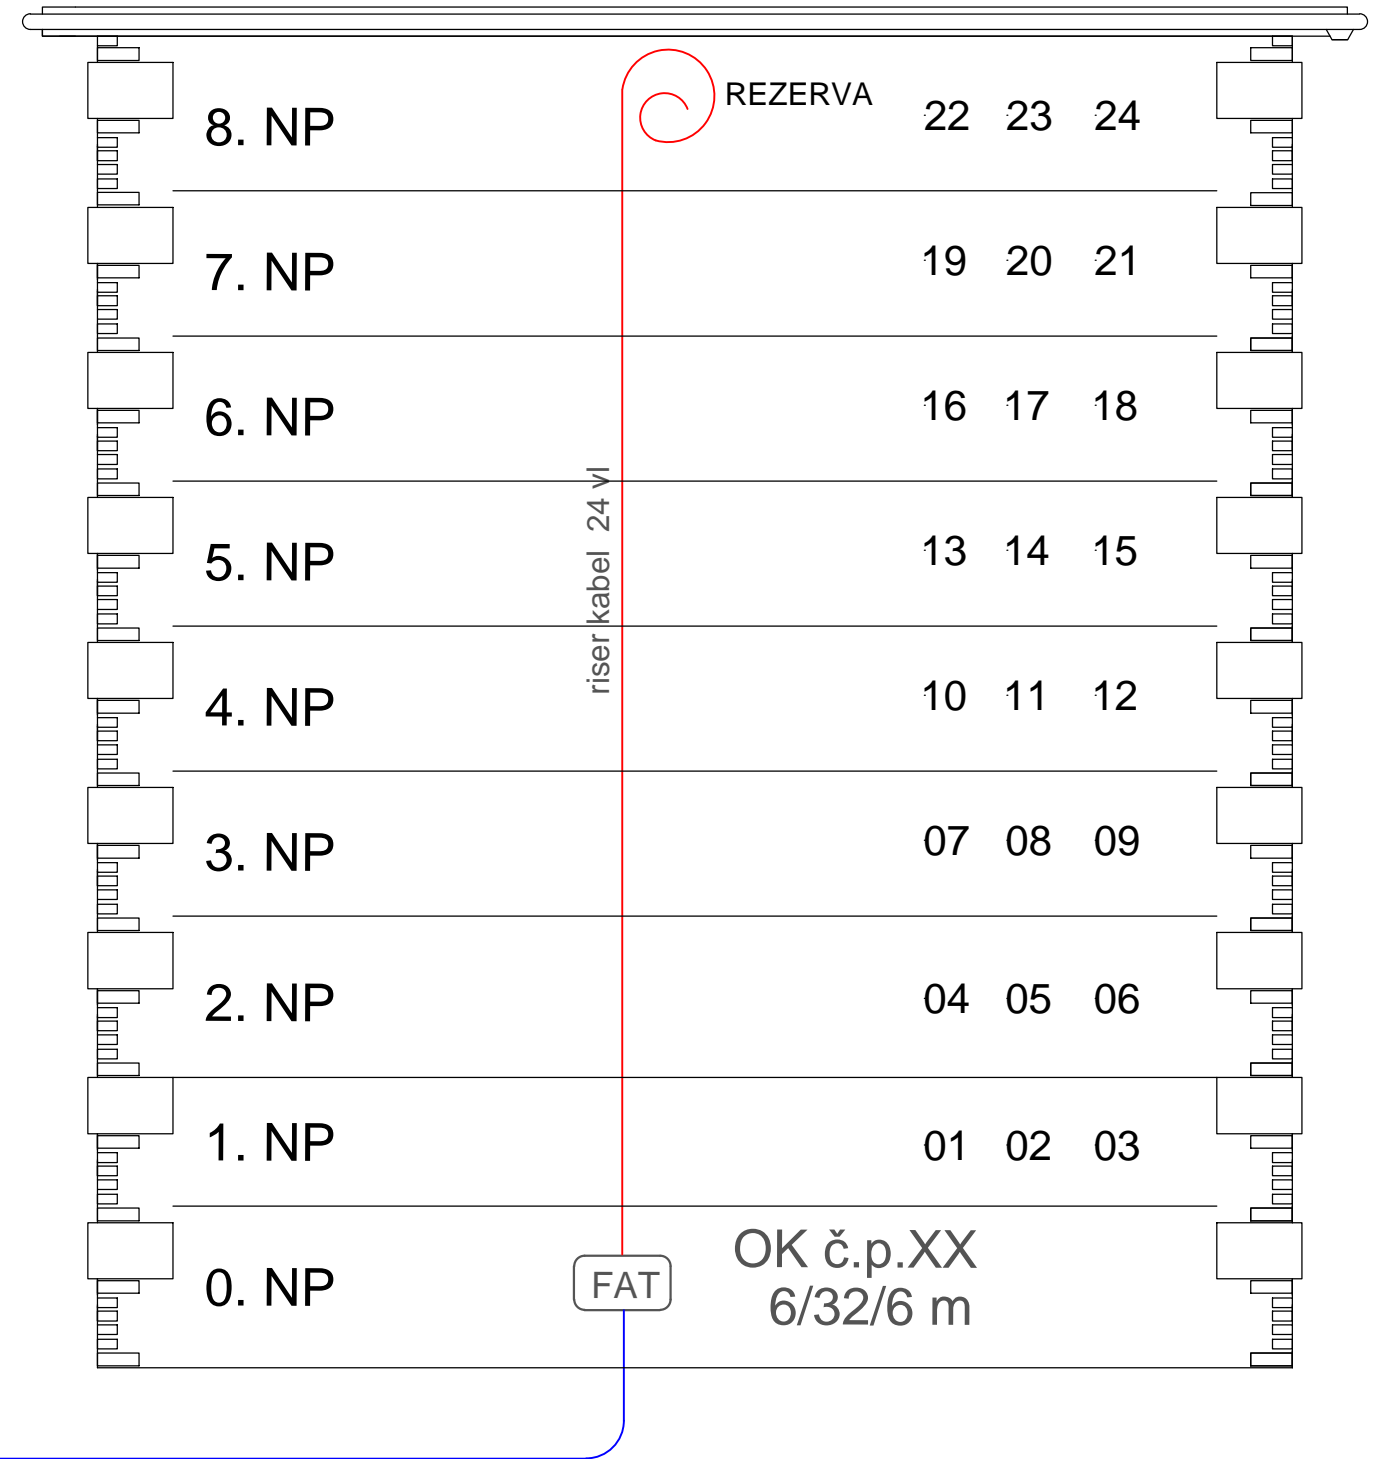 8. NP REZERVA 22 23 24
7. NP 19 20 21
6. NP 16 17 18
riser kabel 24 vl
5. NP 13 14 15
4. NP 10 11 12
3. NP 07 08 09
2. NP 04 05 06
1. NP 01 02 03
0. NP FAT OK č.p.XX
6/32/6 m